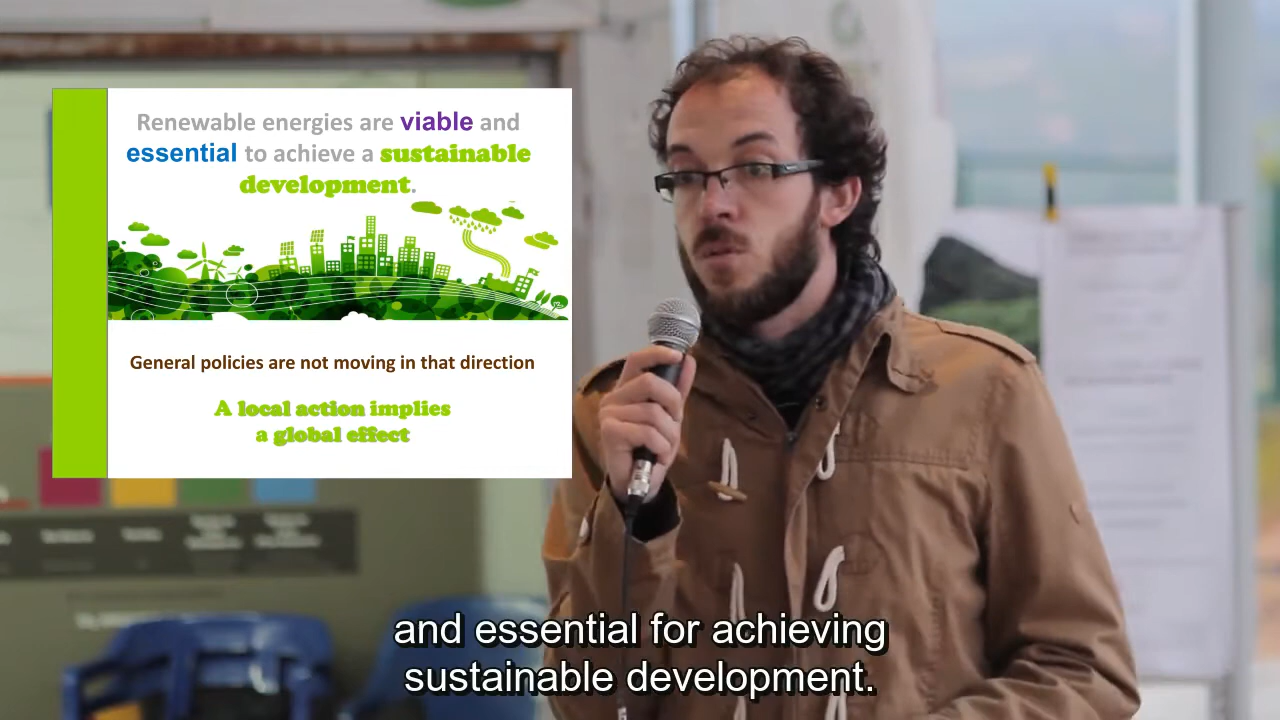 Renewable energies are viable and
essential to achieve a sustainable
development.
General policies are not moving in that direction
A local action implies
a global effect
and essential for achieving
sustainable development.